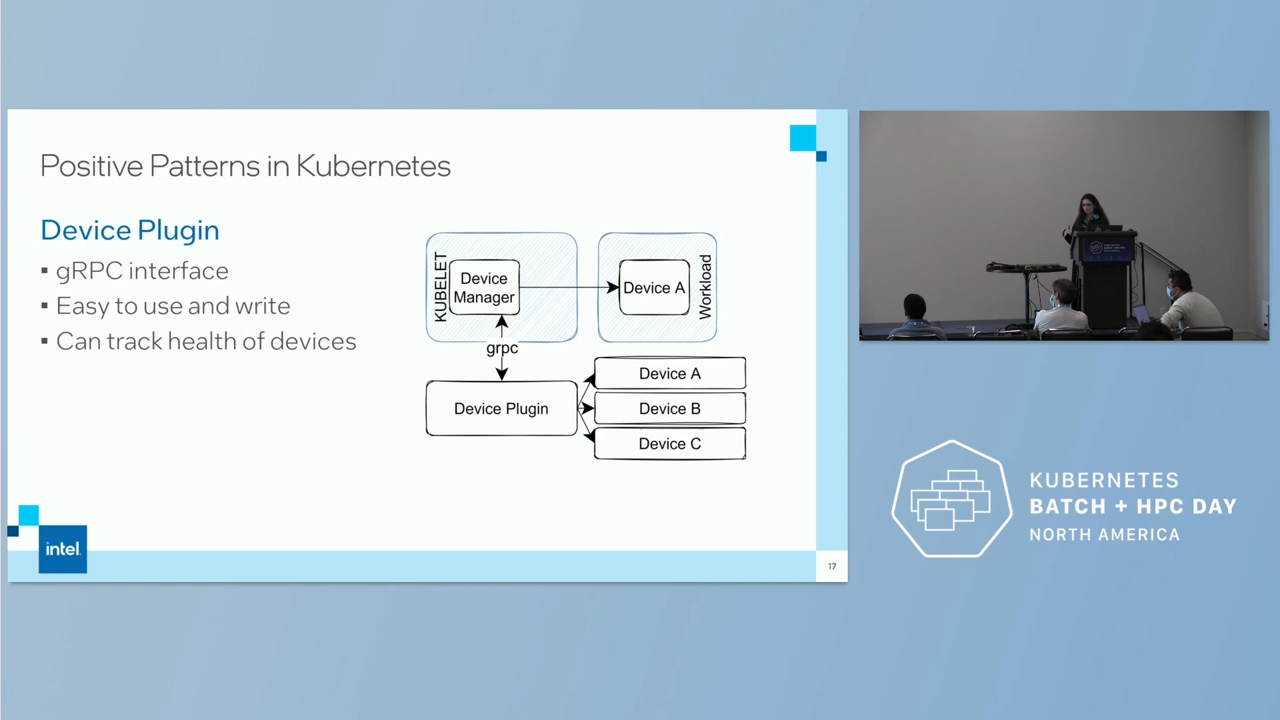 Positive Patterns in Kubernetes
Device Plugin
▪ gRPC interface
▪ Easy to use and write
▪ Can track health of devices
KUBELET
Device
Manager
Device A
Workload
grpc
Device Plugin
Device A
Device B
Device C
intel.
17
KUBERNETES
BATCH + HPC DAY
NORTH AMERICA